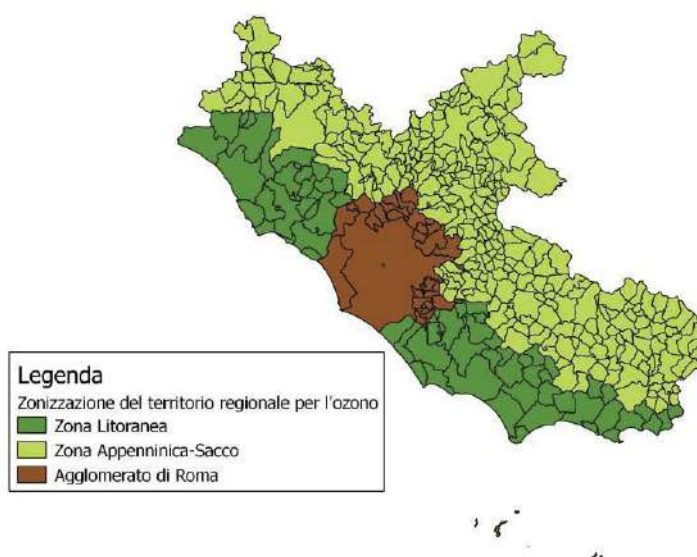 Legenda
Zonizzazione del territorio regionale per l'ozono
Zona Litoranea
Zona Appenninica-Sacco
Agglomerato di Roma